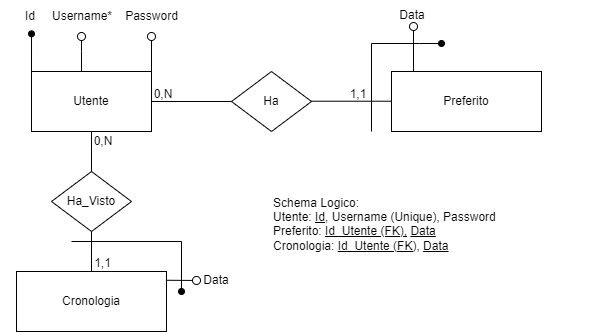 Id Username* Password
Data
Utente
0,N
Ha
1,1
Preferito
0,N
Ha_Visto
Schema Logico:
Utente: Id, Username (Unique), Password
Preferito: Id_Utente (FK), Data
Cronologia: Id_Utente (FK), Data
1,1
Data
Cronologia